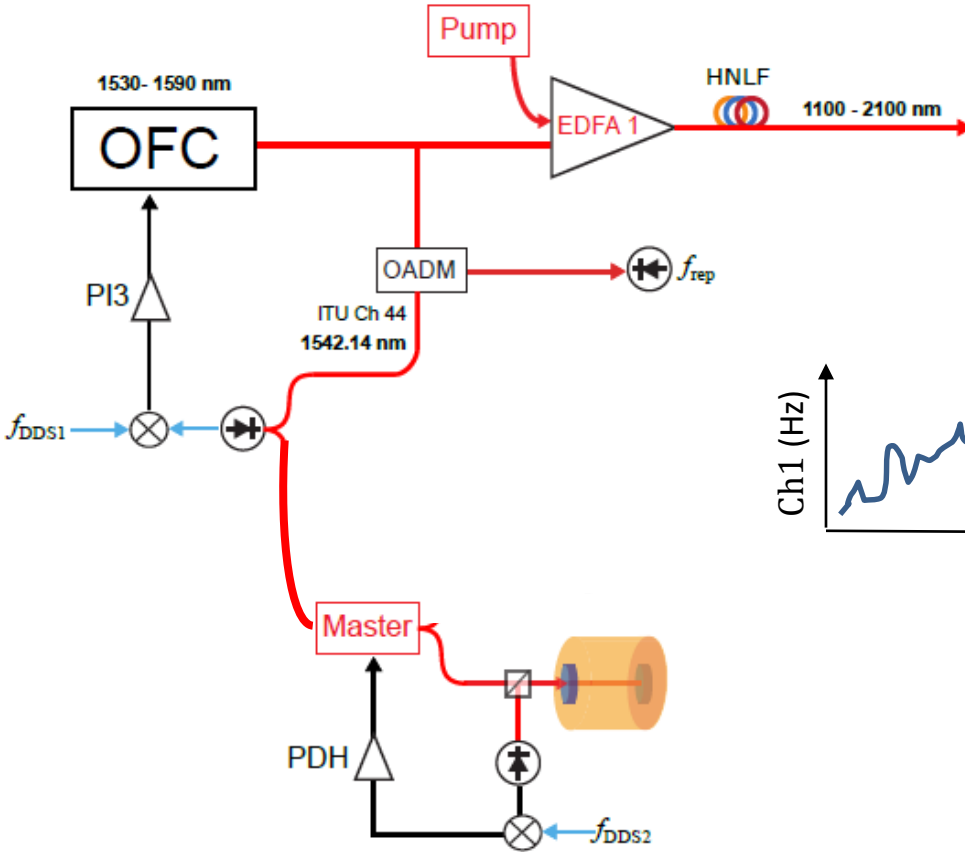 Pump
1530- 1590 nm
HNLF
1100 - 2100 nm
OFC
EDFA 1
OADM
frep
PI3
ITU Ch 44
1542.14 nm
fDDS1
Ch1 (Hz)
Master
PDH
fDDS2